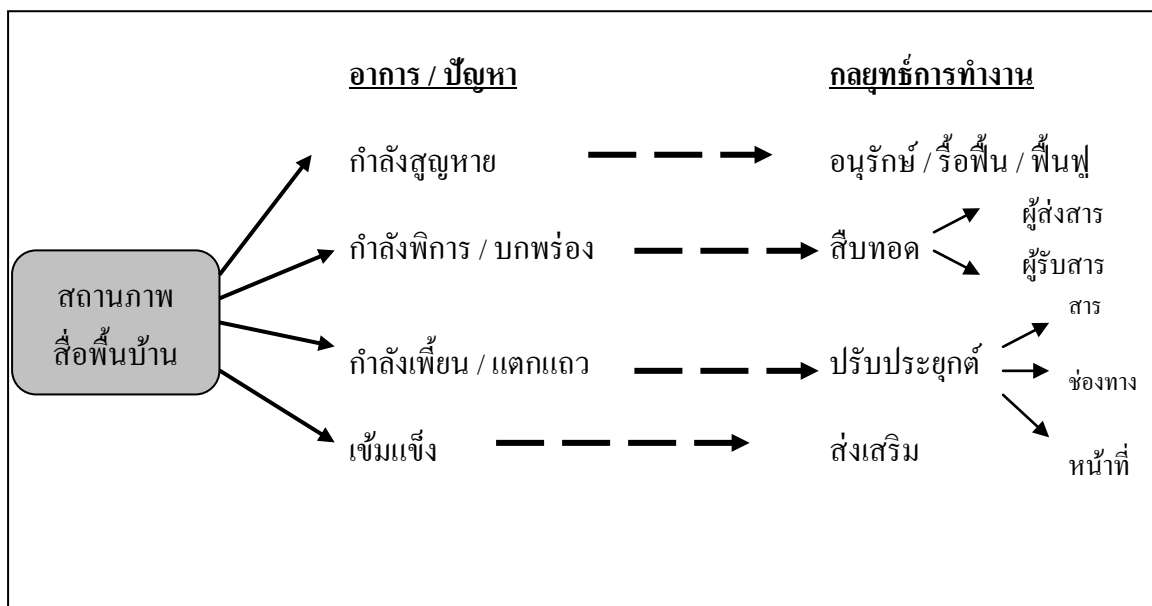 อาการ / ปัญหา
กลยุทธ์การทำงาน
กำลังสูญหาย
อนุรักษ์ / รื้อฟื้น / ฟื้นฟู
กำลังพิการ / บกพร่อง
สืบทอด
ผู้ส่งสาร
ผู้รับสาร
สถานภาพ
สื่อพื้นบ้าน
กำลังเพี้ยน / แตกแถว
ปรับประยุกต์
สาร
ช่องทาง
หน้าที่
เข้มแข็ง
ส่งเสริม